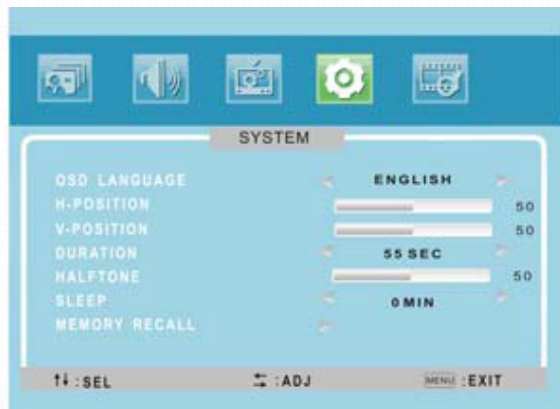 SYSTEM
OSD LANGUAGE ENGLISH
H-POSITION 50
V-POSITION 50
DURATION 55 SEC
HALFTONE 50
SLEEP 0 MIN
MEMORY RECALL
:SEL :ADJ MENU :EXIT